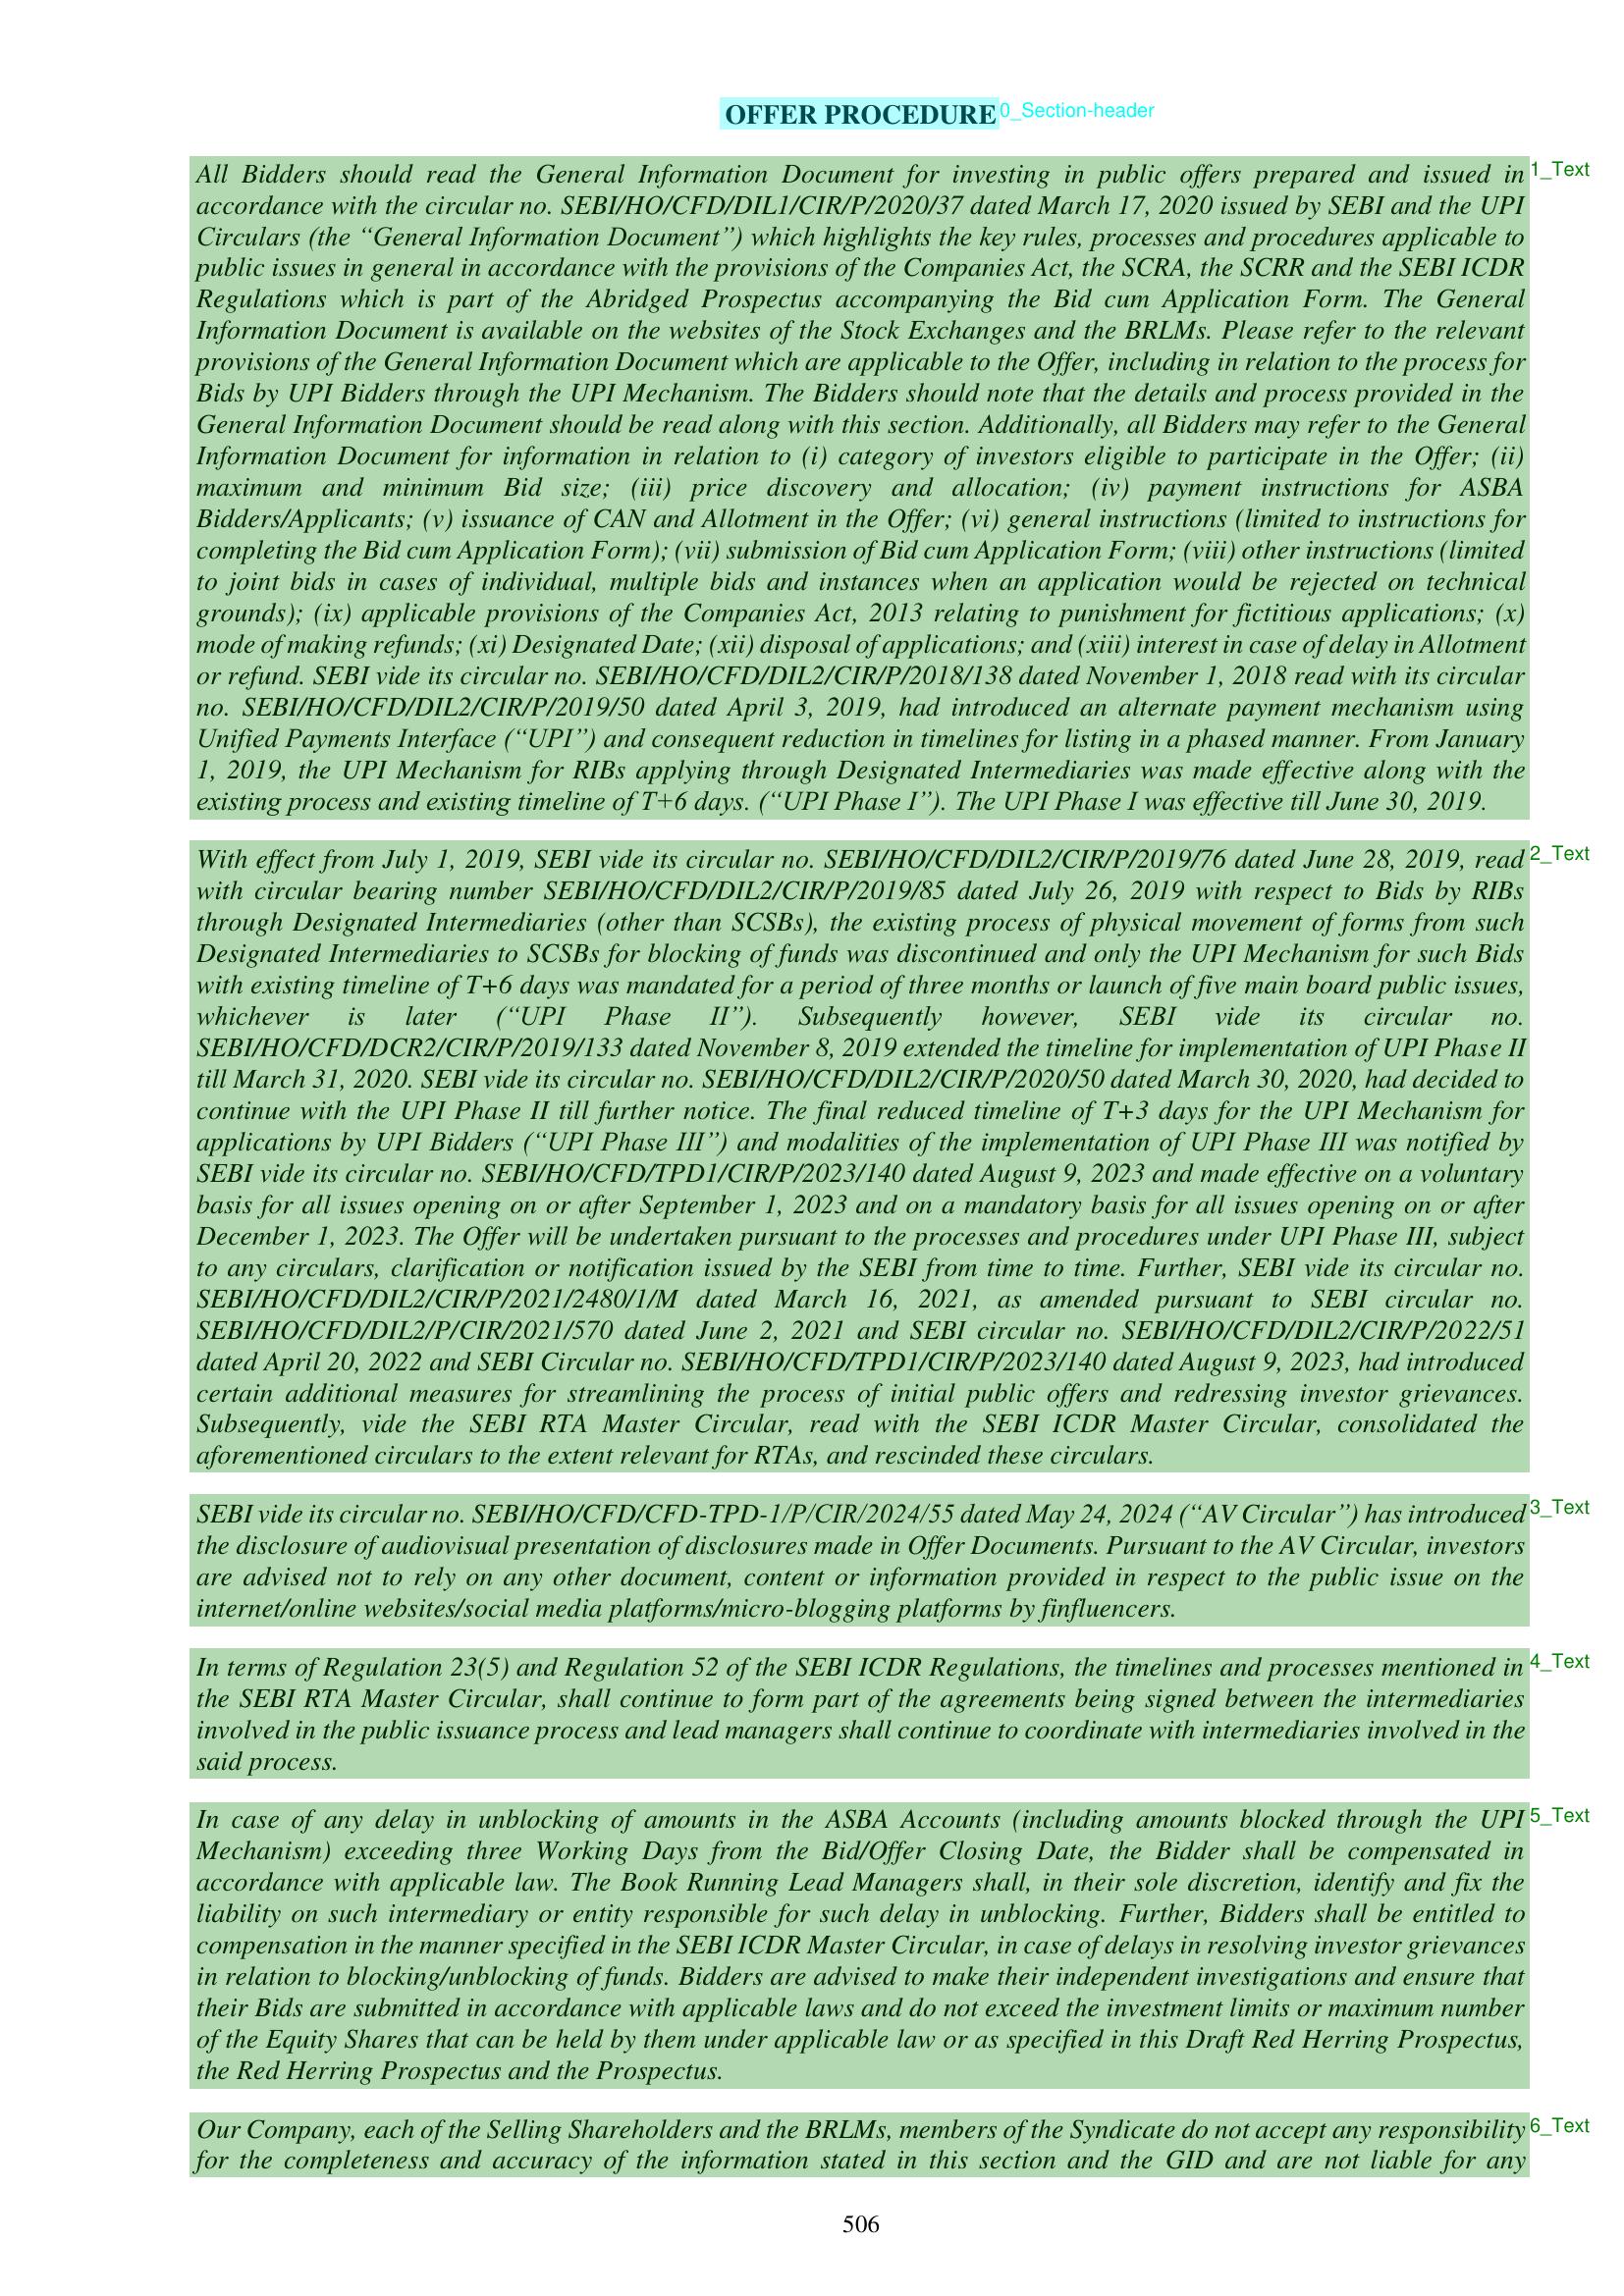 OFFER PROCEDURE
0_Section-header
All Bidders should read the General Information Document for investing in public offers prepared and issued in
1_Text
accordance with the circular no. SEBI/HO/CFD/DIL1/CIR/P/2020/37 dated March 17, 2020 issued by SEBI and the UPI
Circulars (the “General Information Document”) which highlights the key rules, processes and procedures applicable to
public issues in general in accordance with the provisions of the Companies Act, the SCRA, the SCRR and the SEBI ICDR
Regulations which is part of the Abridged Prospectus accompanying the Bid cum Application Form. The General
Information Document is available on the websites of the Stock Exchanges and the BRLMs. Please refer to the relevant
provisions of the General Information Document which are applicable to the Offer, including in relation to the process for
Bids by UPI Bidders through the UPI Mechanism. The Bidders should note that the details and process provided in the
General Information Document should be read along with this section. Additionally, all Bidders may refer to the General
Information Document for information in relation to (i) category of investors eligible to participate in the Offer; (ii)
maximum and minimum Bid size; (iii) price discovery and allocation; (iv) payment instructions for ASBA
Bidders/Applicants; (v) issuance of CAN and Allotment in the Offer; (vi) general instructions (limited to instructions for
completing the Bid cum Application Form); (vii) submission of Bid cum Application Form; (viii) other instructions (limited
to joint bids in cases of individual, multiple bids and instances when an application would be rejected on technical
grounds); (ix) applicable provisions of the Companies Act, 2013 relating to punishment for fictitious applications; (x)
mode of making refunds; (xi) Designated Date; (xii) disposal of applications; and (xiii) interest in case of delay in Allotment
or refund. SEBI vide its circular no. SEBI/HO/CFD/DIL2/CIR/P/2018/138 dated November 1, 2018 read with its circular
no. SEBI/HO/CFD/DIL2/CIR/P/2019/50 dated April 3, 2019, had introduced an alternate payment mechanism using
Unified Payments Interface (“UPI”) and consequent reduction in timelines for listing in a phased manner. From January
1, 2019, the UPI Mechanism for RIBs applying through Designated Intermediaries was made effective along with the
existing process and existing timeline of T+6 days. (“UPI Phase I”). The UPI Phase I was effective till June 30, 2019.
With effect from July 1, 2019, SEBI vide its circular no. SEBI/HO/CFD/DIL2/CIR/P/2019/76 dated June 28, 2019, read
2_Text
with circular bearing number SEBI/HO/CFD/DIL2/CIR/P/2019/85 dated July 26, 2019 with respect to Bids by RIBs
through Designated Intermediaries (other than SCSBs), the existing process of physical movement of forms from such
Designated Intermediaries to SCSBs for blocking of funds was discontinued and only the UPI Mechanism for such Bids
with existing timeline of T+6 days was mandated for a period of three months or launch of five main board public issues,
whichever is later (“UPI Phase II”). Subsequently however, SEBI vide its circular no.
SEBI/HO/CFD/DCR2/CIR/P/2019/133 dated November 8, 2019 extended the timeline for implementation of UPI Phase II
till March 31, 2020. SEBI vide its circular no. SEBI/HO/CFD/DIL2/CIR/P/2020/50 dated March 30, 2020, had decided to
continue with the UPI Phase II till further notice. The final reduced timeline of T+3 days for the UPI Mechanism for
applications by UPI Bidders (“UPI Phase III”) and modalities of the implementation of UPI Phase III was notified by
SEBI vide its circular no. SEBI/HO/CFD/TPD1/CIR/P/2023/140 dated August 9, 2023 and made effective on a voluntary
basis for all issues opening on or after September 1, 2023 and on a mandatory basis for all issues opening on or after
December 1, 2023. The Offer will be undertaken pursuant to the processes and procedures under UPI Phase III, subject
to any circulars, clarification or notification issued by the SEBI from time to time. Further, SEBI vide its circular no.
SEBI/HO/CFD/DIL2/CIR/P/2021/2480/1/M dated March 16, 2021, as amended pursuant to SEBI circular no.
SEBI/HO/CFD/DIL2/P/CIR/2021/570 dated June 2, 2021 and SEBI circular no. SEBI/HO/CFD/DIL2/CIR/P/2022/51
dated April 20, 2022 and SEBI Circular no. SEBI/HO/CFD/TPD1/CIR/P/2023/140 dated August 9, 2023, had introduced
certain additional measures for streamlining the process of initial public offers and redressing investor grievances.
Subsequently, vide the SEBI RTA Master Circular, read with the SEBI ICDR Master Circular, consolidated the
aforementioned circulars to the extent relevant for RTAs, and rescinded these circulars.
SEBI vide its circular no. SEBI/HO/CFD/CFD-TPD-1/P/CIR/2024/55 dated May 24, 2024 (“AV Circular”) has introduced
3_Text
the disclosure of audiovisual presentation of disclosures made in Offer Documents. Pursuant to the AV Circular, investors
are advised not to rely on any other document, content or information provided in respect to the public issue on the
internet/online websites/social media platforms/micro-blogging platforms by finfluencers.
In terms of Regulation 23(5) and Regulation 52 of the SEBI ICDR Regulations, the timelines and processes mentioned in
4_Text
the SEBI RTA Master Circular, shall continue to form part of the agreements being signed between the intermediaries
involved in the public issuance process and lead managers shall continue to coordinate with intermediaries involved in the
said process.
In case of any delay in unblocking of amounts in the ASBA Accounts (including amounts blocked through the UPI
5_Text
Mechanism) exceeding three Working Days from the Bid/Offer Closing Date, the Bidder shall be compensated in
accordance with applicable law. The Book Running Lead Managers shall, in their sole discretion, identify and fix the
liability on such intermediary or entity responsible for such delay in unblocking. Further, Bidders shall be entitled to
compensation in the manner specified in the SEBI ICDR Master Circular, in case of delays in resolving investor grievances
in relation to blocking/unblocking of funds. Bidders are advised to make their independent investigations and ensure that
their Bids are submitted in accordance with applicable laws and do not exceed the investment limits or maximum number
of the Equity Shares that can be held by them under applicable law or as specified in this Draft Red Herring Prospectus,
the Red Herring Prospectus and the Prospectus.
Our Company, each of the Selling Shareholders and the BRLMs, members of the Syndicate do not accept any responsibility
6_Text
for the completeness and accuracy of the information stated in this section and the GID and are not liable for any
506